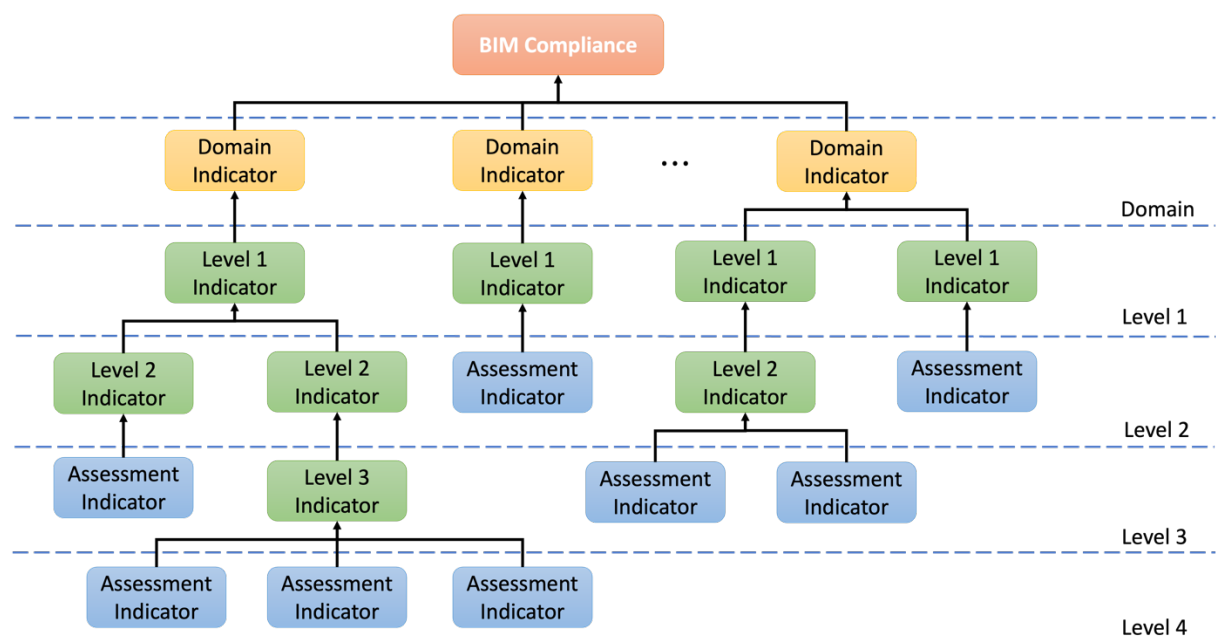 BIM Compliance
Domain
Indicator
Domain
Indicator
...
Domain
Indicator
Domain
Level 1
Indicator
Level 1
Indicator
Level 1
Indicator
Level 1
Indicator
Level 1
Level 2
Indicator
Level 2
Indicator
Assessment
Indicator
Level 2
Indicator
Assessment
Indicator
Level 2
Assessment
Indicator
Level 3
Indicator
Assessment
Indicator
Assessment
Indicator
Level 3
Assessment
Indicator
Assessment
Indicator
Assessment
Indicator
Level 4